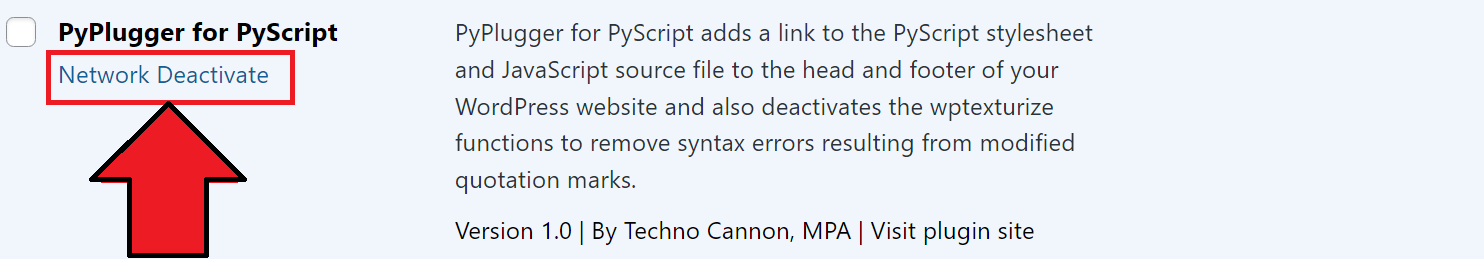 PyPlugger for PyScript
Network Deactivate
PyPlugger for PyScript adds a link to the PyScript stylesheet
and JavaScript source file to the head and footer of your
WordPress website and also deactivates the wptexturize
functions to remove syntax errors resulting from modified
quotation marks.
Version 1.0 | By Techno Cannon, MPA | Visit plugin site